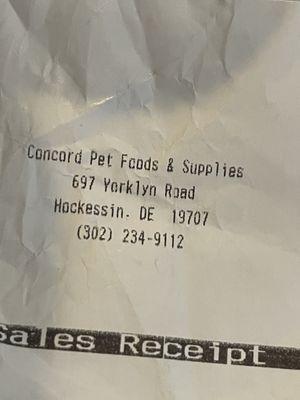 Concord Pet Foods & Supplies
697 Yorklyn Road
Hockessin, DE 19707
(302) 234-9112
Sales Receipt